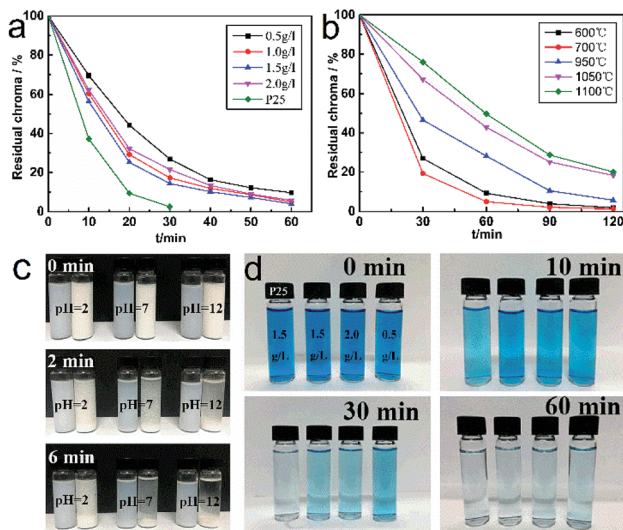 a
Residual chroma / %
100
80
60
40
20
0
0 10 20 30 40 50 60
t/min
0.5g/l
1.0g/l
1.5g/l
2.0g/l
P25
b
Residual chroma / %
100
80
60
40
20
0
0 30 60 90 120
t/min
600℃
700℃
950℃
1050℃
1100℃
c
0 min
pH=2 pH=7 pH=12
2 min
pH=2 pH=7 pH=12
6 min
pH=2 pH=7 pH=12
d
0 min
P25
1.5 1.5 2.0 0.5
g/L g/L g/L g/L
10 min
30 min
60 min